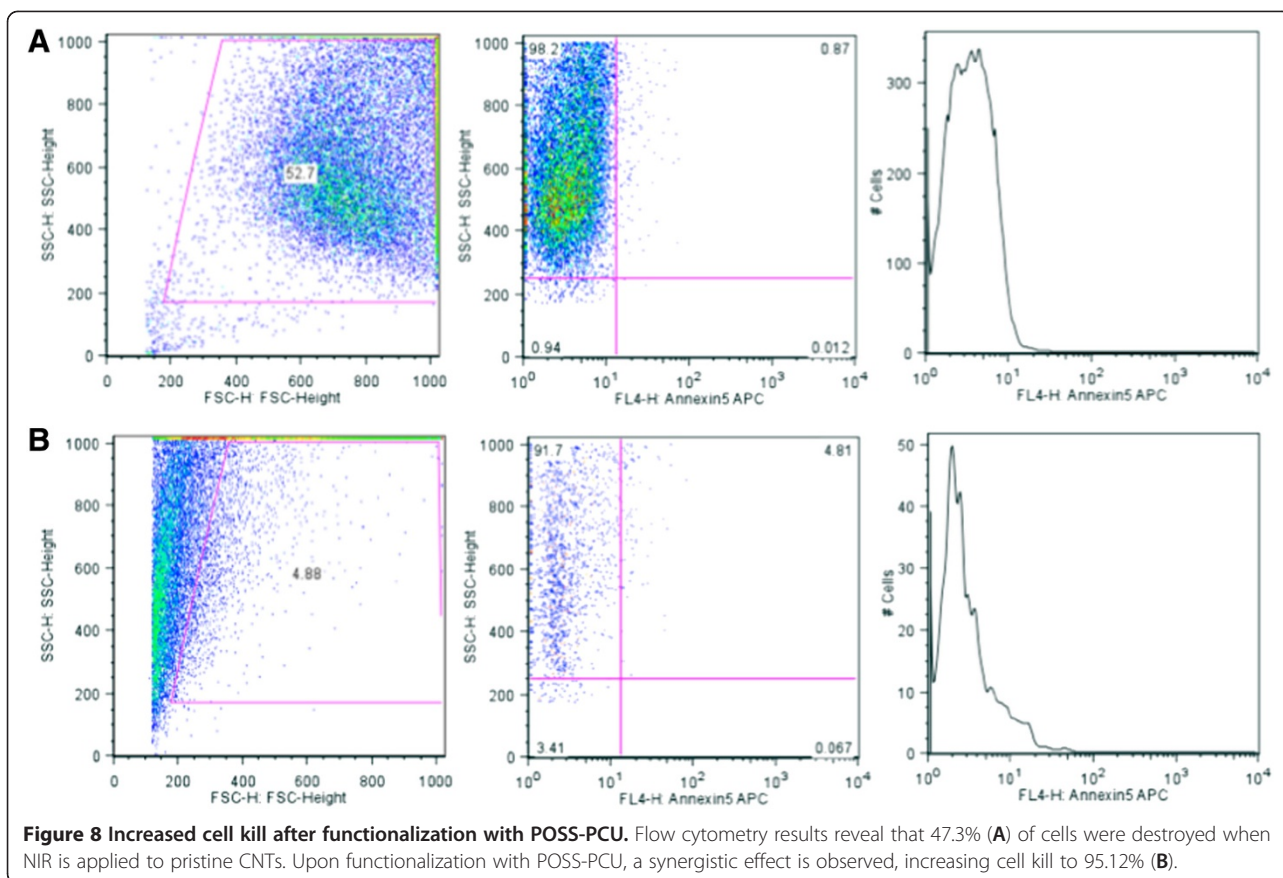 A
1000
800
600
400
200
0
SSC-H: SSC-Height
52.7
0 200 400 600 800 1000
FSC-H: FSC-Height
1000
800
600
400
200
0
SSC-H: SSC-Height
98.2 0.87
0.94 0.012
10^0 10^1 10^2 10^3 10^4
FL4-H: Annexin5 APC
300
200
100
0
# Cells
10^0 10^1 10^2 10^3 10^4
FL4-H: Annexin5 APC
B
1000
800
600
400
200
0
SSC-H: SSC-Height
4.88
0 200 400 600 800 1000
FSC-H: FSC-Height
1000
800
600
400
200
0
SSC-H: SSC-Height
91.7 4.81
3.41 0.067
10^0 10^1 10^2 10^3 10^4
FL4-H: Annexin5 APC
50
40
30
20
10
0
# Cells
10^0 10^1 10^2 10^3 10^4
FL4-H: Annexin5 APC
Figure 8 Increased cell kill after functionalization with POSS-PCU. Flow cytometry results reveal that 47.3% (A) of cells were destroyed when
NIR is applied to pristine CNTs. Upon functionalization with POSS-PCU, a synergistic effect is observed, increasing cell kill to 95.12% (B).